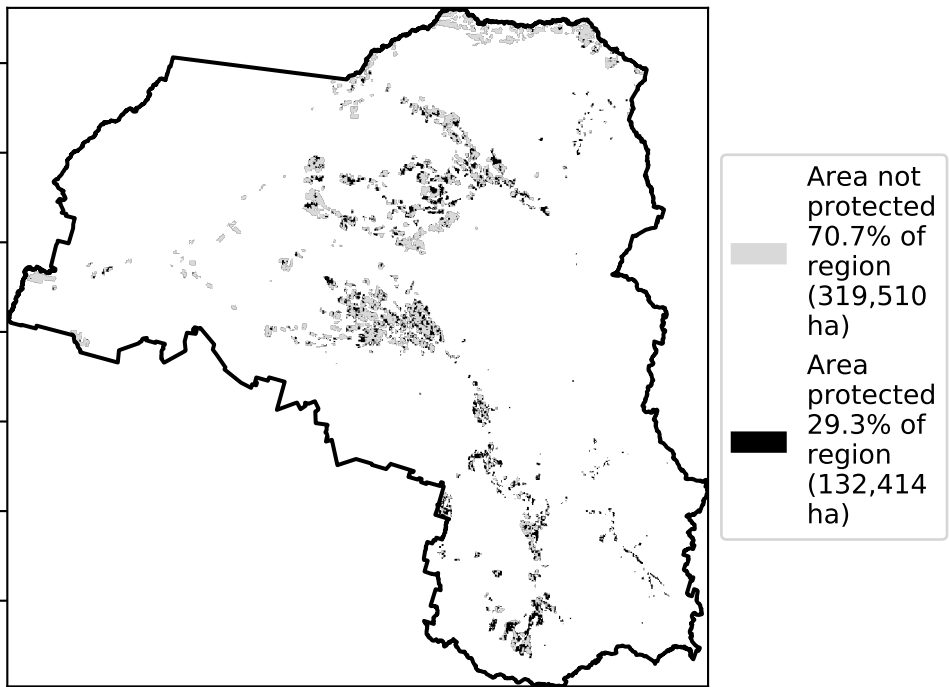 Area not
protected
70.7% of
region
(319,510
ha)
Area
protected
29.3% of
region
(132,414
ha)